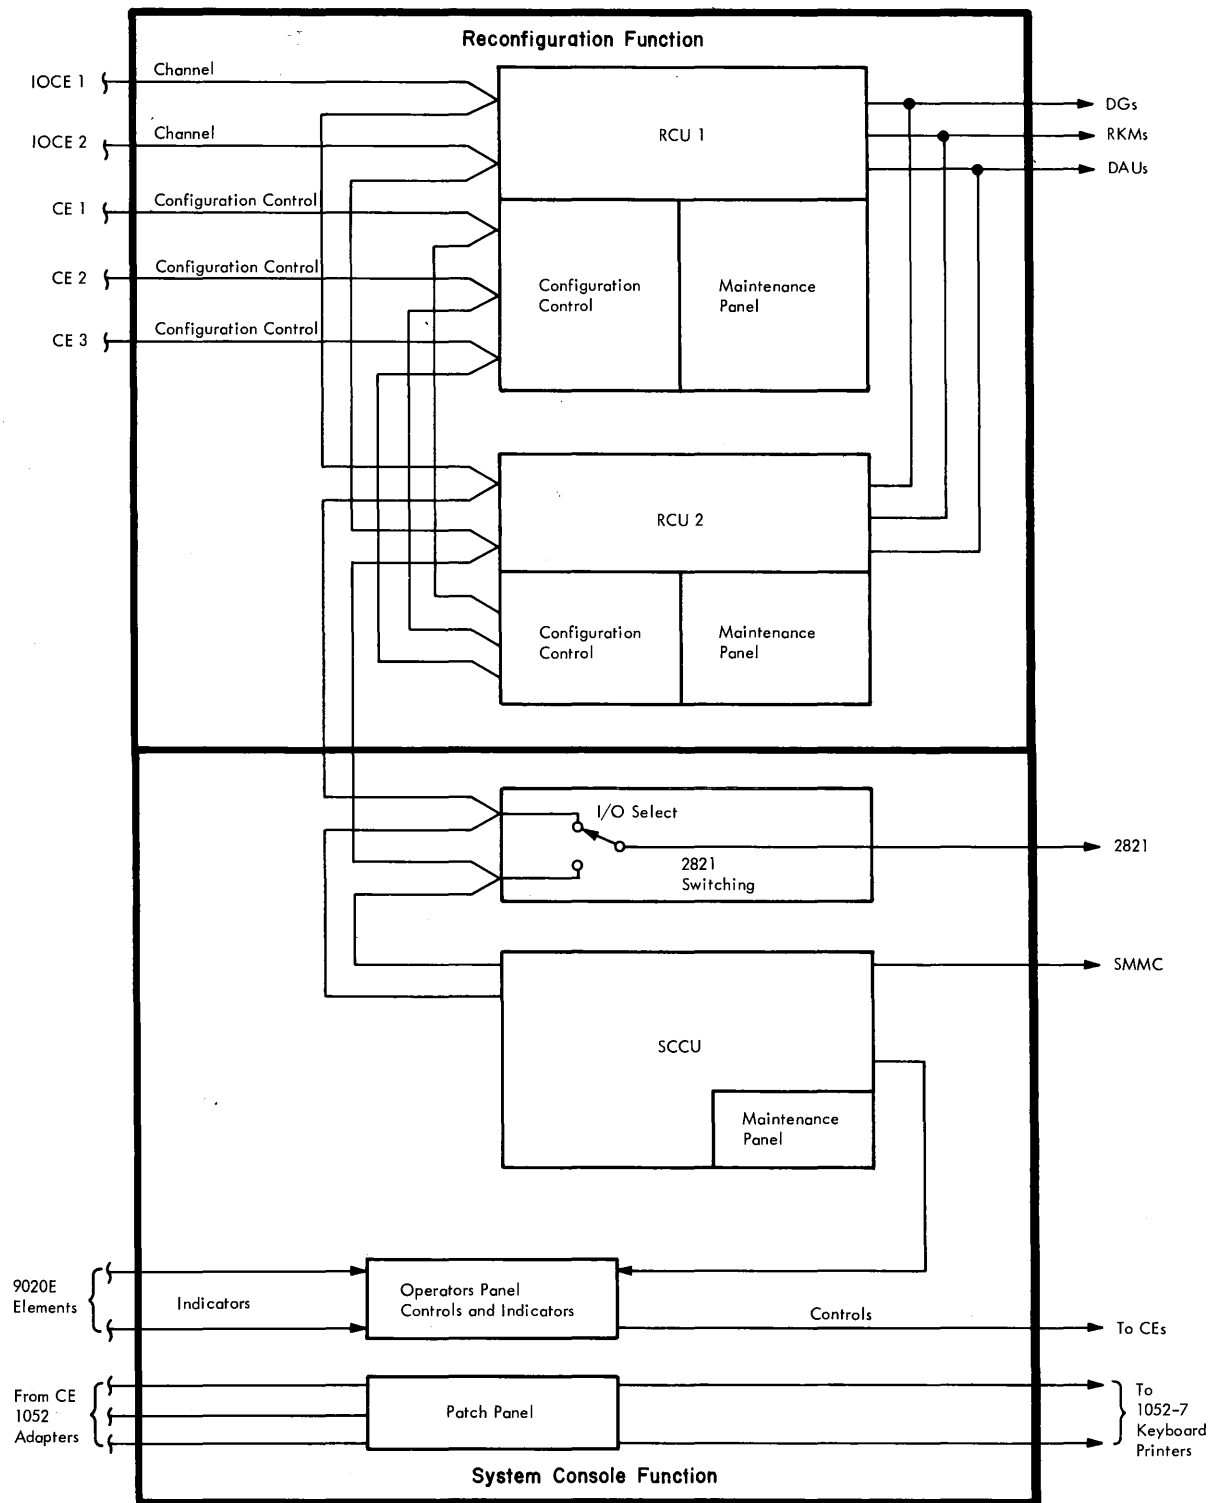 Reconfiguration Function
IOCE 1
Channel
IOCE 2
Channel
CE 1
Configuration Control
CE 2
Configuration Control
CE 3
Configuration Control
RCU 1
Configuration
Control
Maintenance
Panel
DGs
RKMs
DAUs
RCU 2
Configuration
Control
Maintenance
Panel
I/O Select
2821
Switching
2821
SCCU
Maintenance
Panel
SMMC
9020E
Elements
Indicators
Operators Panel
Controls and Indicators
Controls
To CEs
From CE
1052
Adapters
Patch Panel
To
1052-7
Keyboard
Printers
System Console Function